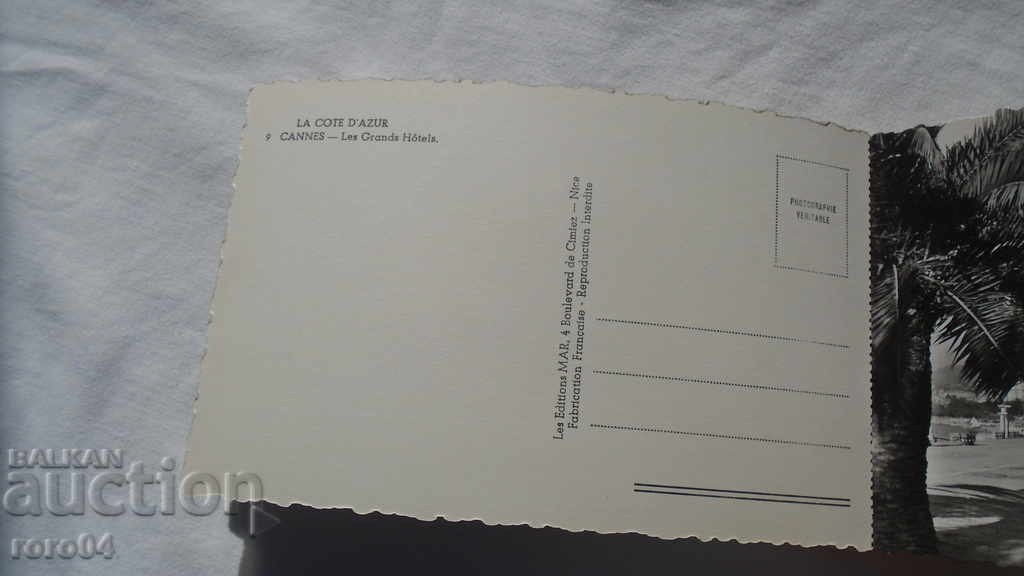 LA COTE D'AZUR
9 CANNES — Les Grands Hôtels.
Les Editions MAR, 4 Boulevard de Cimiez — Nice
Fabrication Française - Reproduction Interdite
PHOTOGRAPHIE
VERITABLE
BALKAN
auction
roro04